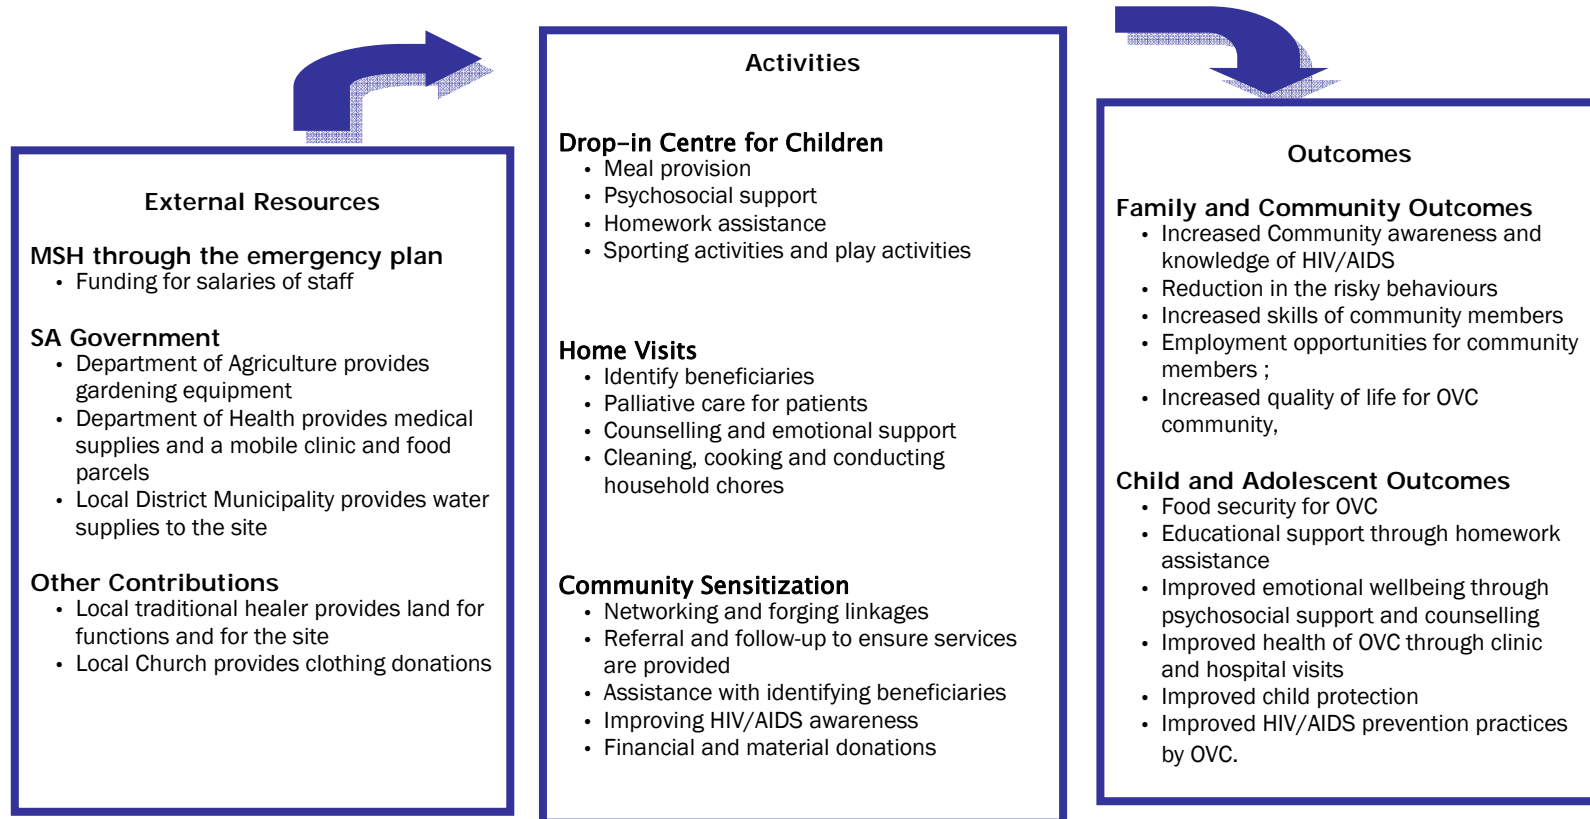 External Resources
MSH through the emergency plan
• Funding for salaries of staff
SA Government
• Department of Agriculture provides
gardening equipment
• Department of Health provides medical
supplies and a mobile clinic and food
parcels
• Local District Municipality provides water
supplies to the site
Other Contributions
• Local traditional healer provides land for
functions and for the site
• Local Church provides clothing donations
Activities
Drop-in Centre for Children
• Meal provision
• Psychosocial support
• Homework assistance
• Sporting activities and play activities
Home Visits
• Identify beneficiaries
• Palliative care for patients
• Counselling and emotional support
• Cleaning, cooking and conducting
household chores
Community Sensitization
• Networking and forging linkages
• Referral and follow-up to ensure services
are provided
• Assistance with identifying beneficiaries
• Improving HIV/AIDS awareness
• Financial and material donations
Outcomes
Family and Community Outcomes
• Increased Community awareness and
knowledge of HIV/AIDS
• Reduction in the risky behaviours
• Increased skills of community members
• Employment opportunities for community
members ;
• Increased quality of life for OVC
community,
Child and Adolescent Outcomes
• Food security for OVC
• Educational support through homework
assistance
• Improved emotional wellbeing through
psychosocial support and counselling
• Improved health of OVC through clinic
and hospital visits
• Improved child protection
• Improved HIV/AIDS prevention practices
by OVC.